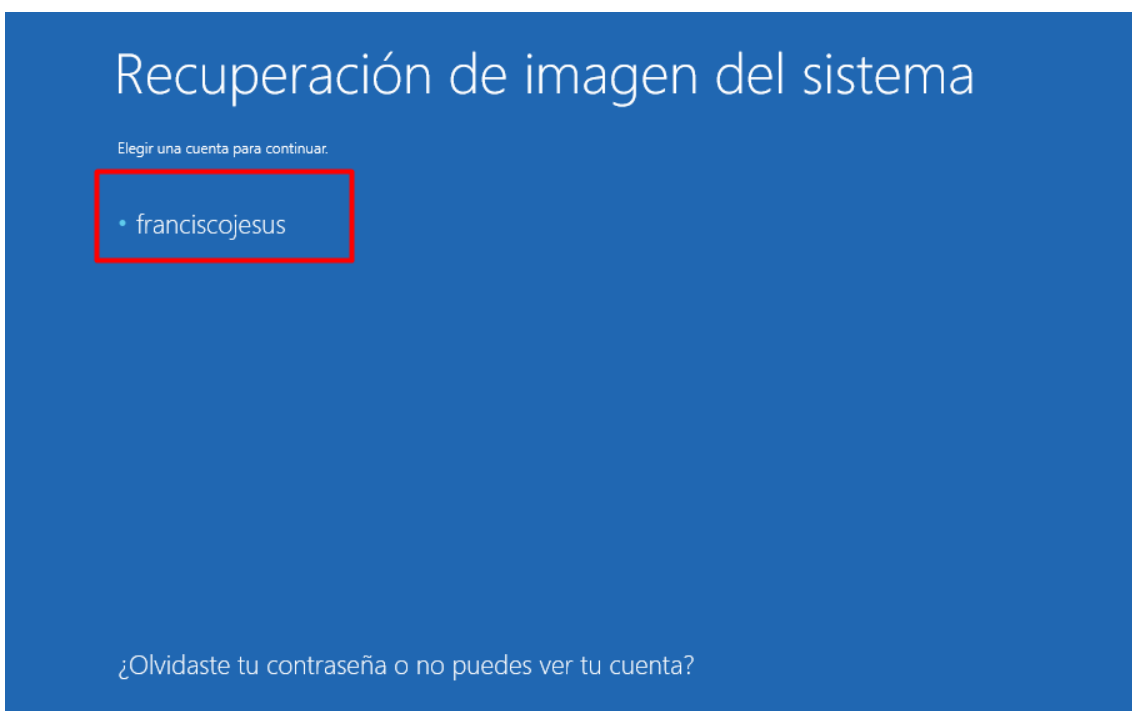 Recuperación de imagen del sistema
Elegir una cuenta para continuar.
• franciscojesus
¿Olvidaste tu contraseña o no puedes ver tu cuenta?